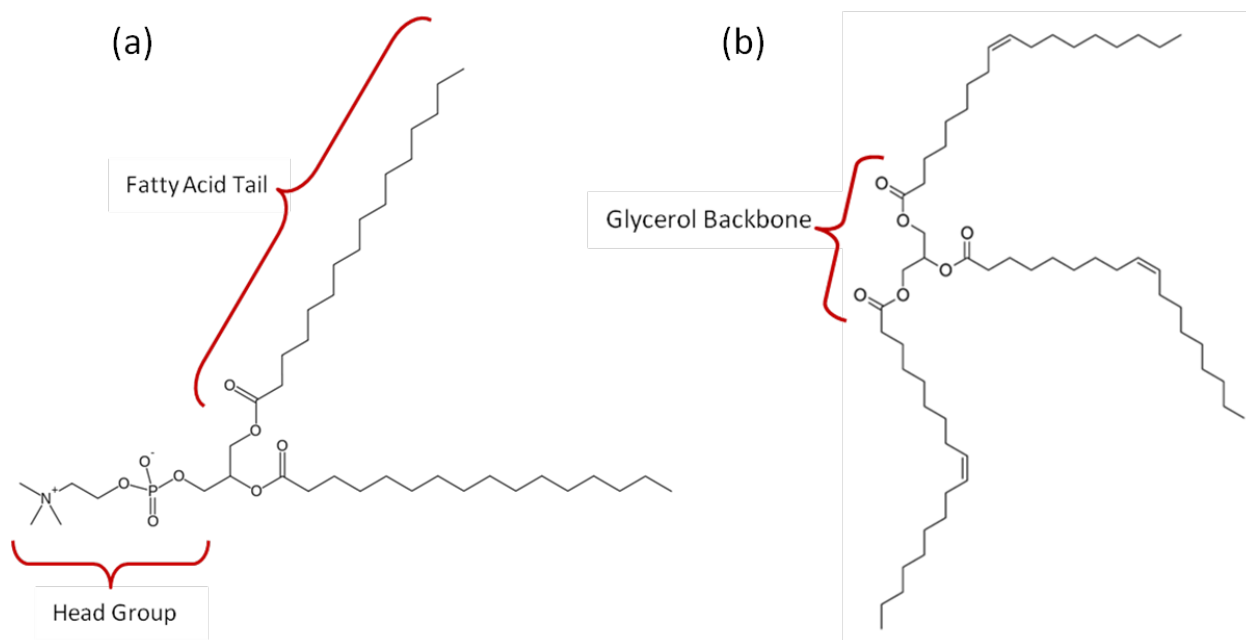 (a)
(b)
Fatty Acid Tail
Glycerol Backbone
O
O
O
O
O
O
O
O
O
O⁻
O
O
P
O
O
N⁺
Head Group